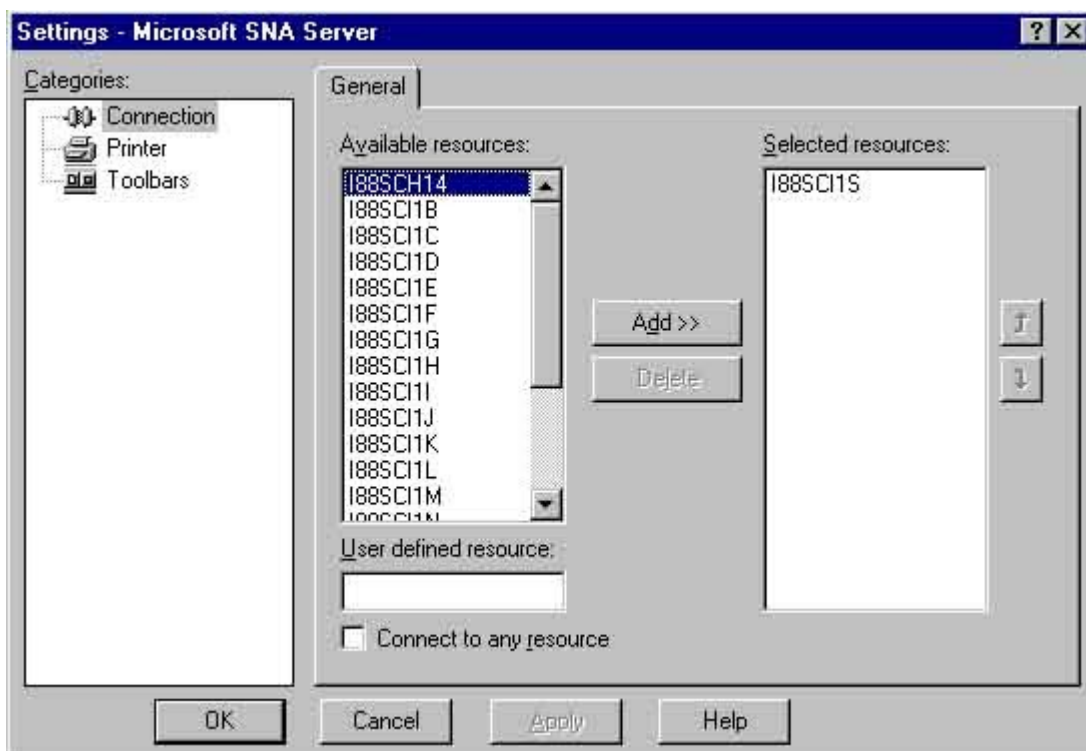 Settings - Microsoft SNA Server
Categories:
Connection
Printer
Toolbars
General
Available resources:
I88SCH14
I88SCI1B
I88SCI1C
I88SCI1D
I88SCI1E
I88SCI1F
I88SCI1G
I88SCI1H
I88SCI1I
I88SCI1J
I88SCI1K
I88SCI1L
I88SCI1M
I88SCI1N
User defined resource:
Connect to any resource
Add >>
Delete
Selected resources:
I88SCI1S
OK
Cancel
Apply
Help